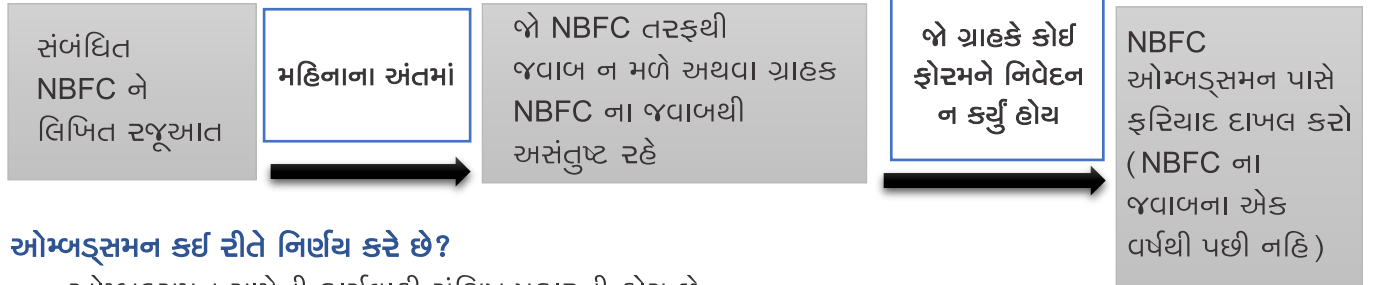 સંબંધિત
NBFC ને
લિખિત રજૂઆત
મહિનાના અંતમાં
જો NBFC તરફથી
જવાબ ન મળે અથવા ગ્રાહક
NBFC ના જવાબથી
અસંતુષ્ટ રહે
જો ગ્રાહકે કોઈ
ફોરમને નિવેદન
ન કર્યું હોય
NBFC
ઓમ્બડ્સમન પાસે
ફરિયાદ દાખલ કરો
(NBFC ના
જવાબના એક
વર્ષથી પછી નહિ)
ઓમ્બડ્સમન કઈ રીતે નિર્ણય કરે છે?